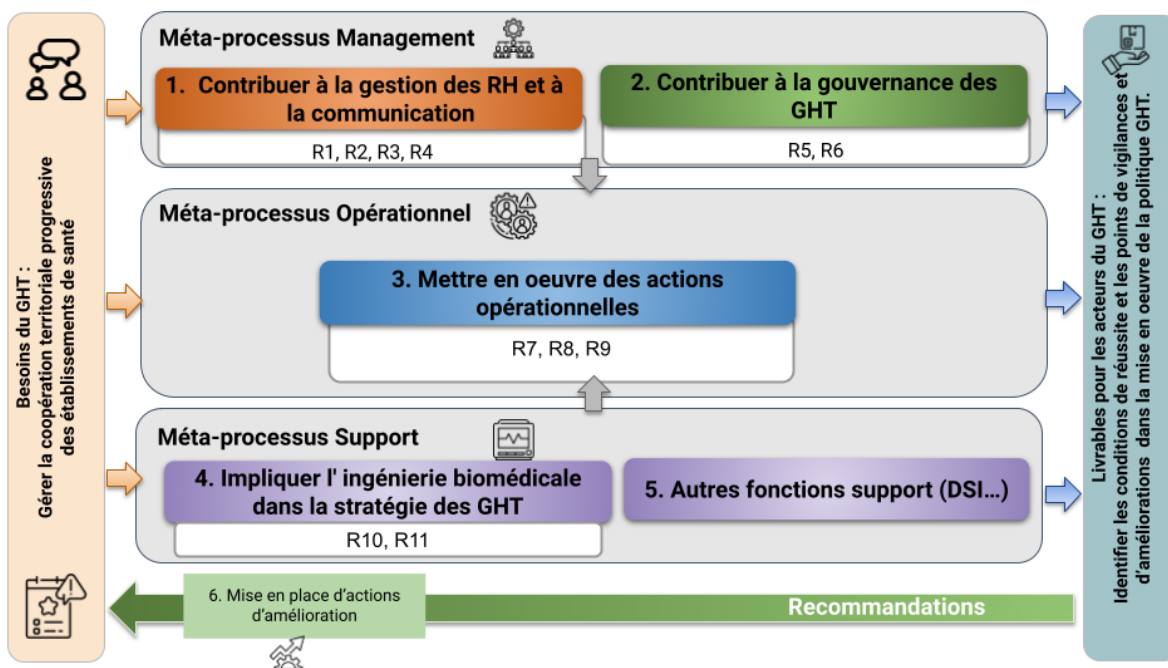 Besoins du GHT :
Gérer la coopération territoriale progressive
des établissements de santé
Méta-processus Management
1. Contribuer à la gestion des RH et à
la communication
R1, R2, R3, R4
2. Contribuer à la gouvernance des
GHT
R5, R6
Méta-processus Opérationnel
3. Mettre en oeuvre des actions
opérationnelles
R7, R8, R9
Méta-processus Support
4. Impliquer l' ingénierie biomédicale
dans la stratégie des GHT
R10, R11
5. Autres fonctions support (DSI...)
6. Mise en place d'actions
d'amélioration
Recommandations
Livrables pour les acteurs du GHT :
Identifier les conditions de réussite et les points de vigilances et
d'améliorations dans la mise en oeuvre de la politique GHT.